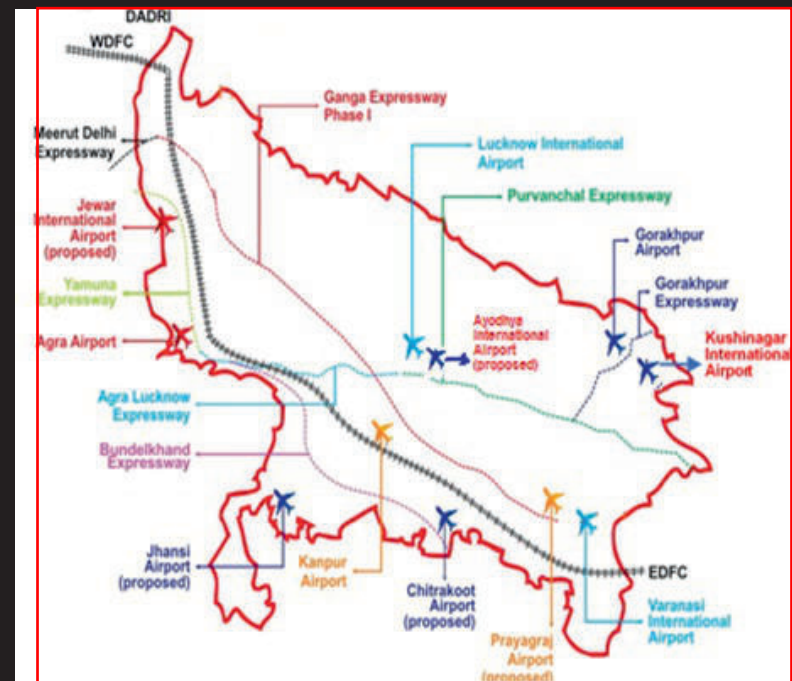 DADRI
WDFC
Ganga Expressway
Phase I
Meerut Delhi
Expressway
Lucknow International
Airport
Purvanchal Expressway
Jewar
International
Airport
(proposed)
Gorakhpur
Airport
Gorakhpur
Expressway
Yamuna
Expressway
Ayodhya
International
Airport
(proposed)
Kushinagar
International
Airport
Agra Airport
Agra Lucknow
Expressway
Bundelkhand
Expressway
Jhansi
Airport
(proposed)
Kanpur
Airport
Chitrakoot
Airport
(proposed)
EDFC
Varanasi
International
Airport
Prayagraj
Airport
(proposed)